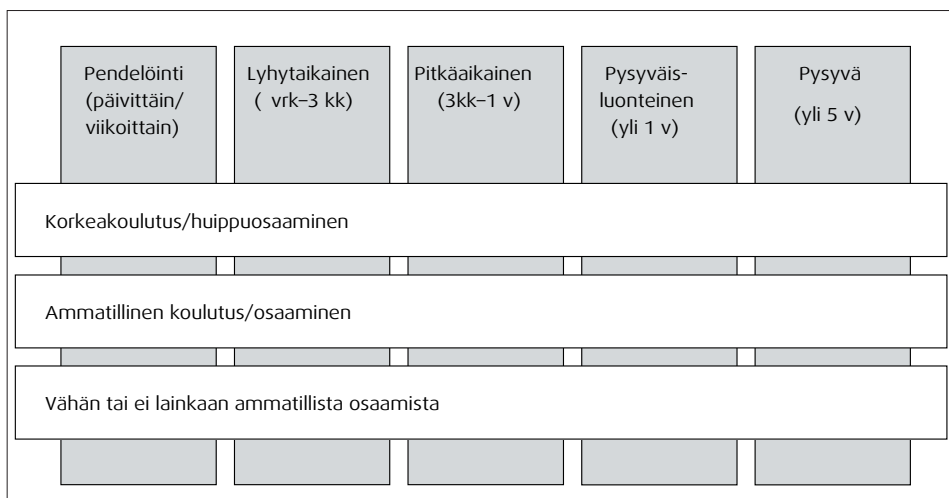 Pendelöinti
(päivittäin/
viikoittain)
Lyhytaikainen
( vrk–3 kk)
Pitkäaikainen
(3kk–1 v)
Pysyväis-
luonteinen
(yli 1 v)
Pysyvä
(yli 5 v)
Korkeakoulutus/huippuosaaminen
Ammatillinen koulutus/osaaminen
Vähän tai ei lainkaan ammatillista osaamista